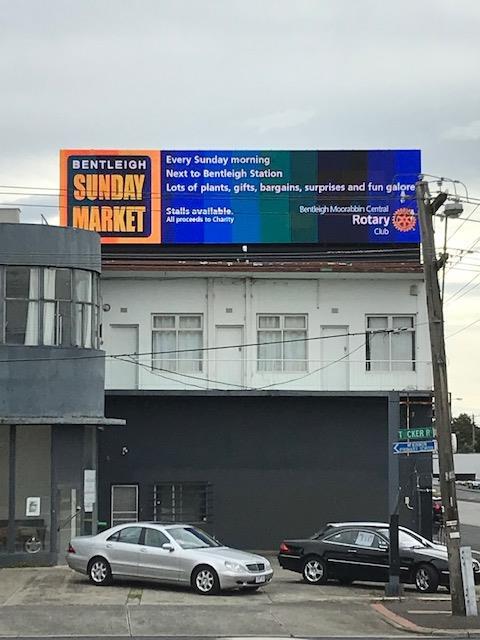 BENTLEIGH
SUNDAY
MARKET
Every Sunday morning
Next to Bentleigh Station
Lots of plants, gifts, bargains, surprises and fun galore
Stalls available.
All proceeds to Charity
Bentleigh Moorabbin Central
Rotary
Club
CKER R